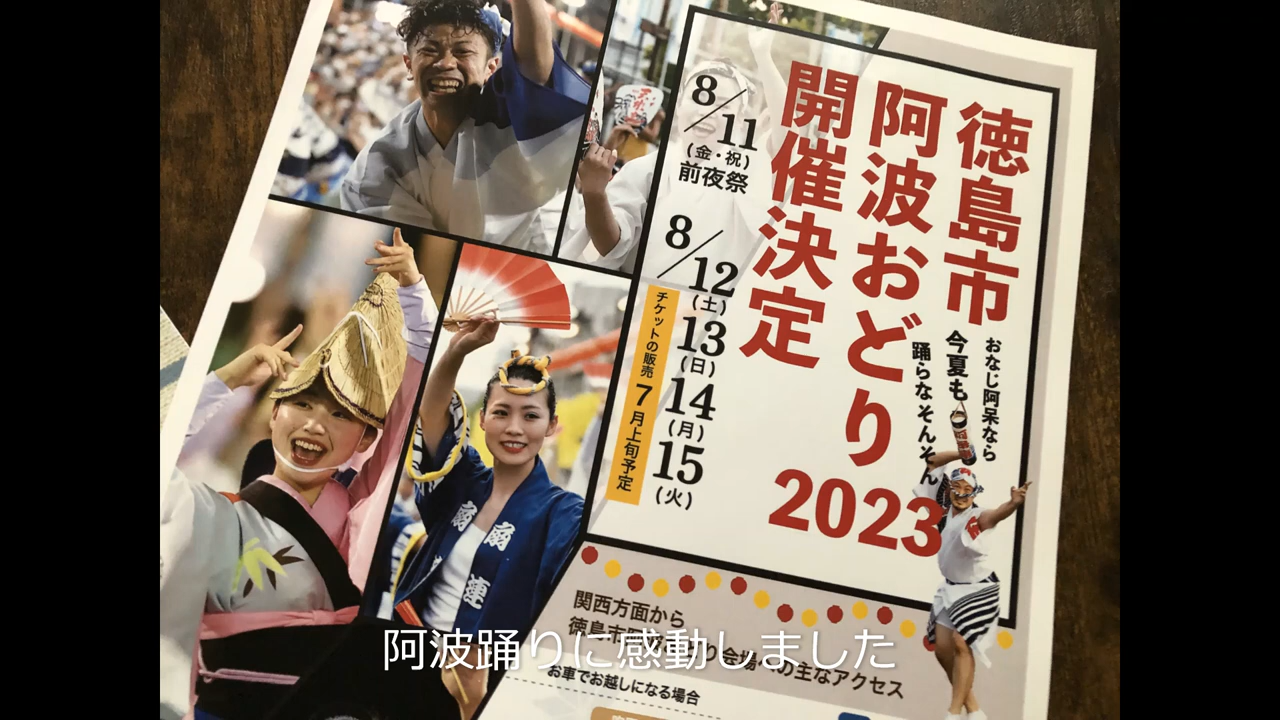 徳島市
阿波おどり
開催決定
2023
おなじ阿呆なら
今夏も
踊らなそんそん
8/11
(金・祝)
前夜祭
8/12
(土)
13
(日)
14
(月)
15
(火)
チケットの販売 7月上旬予定
関西方面から
お車でお越しになる場合
阿波踊りに感動しました